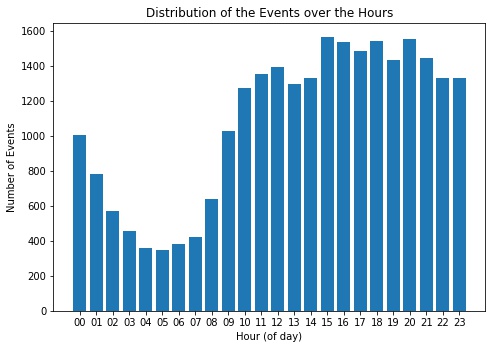 Distribution of the Events over the Hours
1600
1400
1200
1000
800
600
400
200
0
Number of Events
00 01 02 03 04 05 06 07 08 09 10 11 12 13 14 15 16 17 18 19 20 21 22 23
Hour (of day)